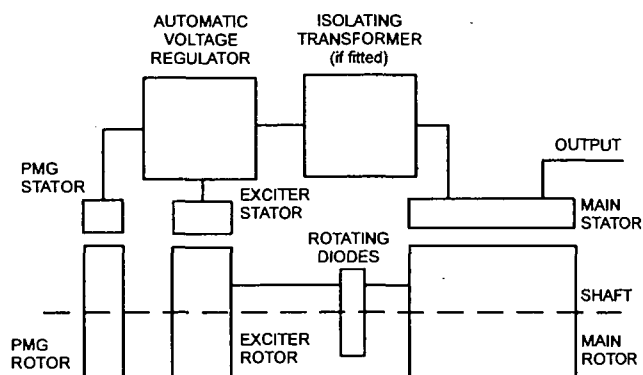 AUTOMATIC
VOLTAGE
REGULATOR
ISOLATING
TRANSFORMER
(if fitted)
OUTPUT
PMG
STATOR
EXCITER
STATOR
MAIN
STATOR
ROTATING
DIODES
SHAFT
PMG
ROTOR
EXCITER
ROTOR
MAIN
ROTOR